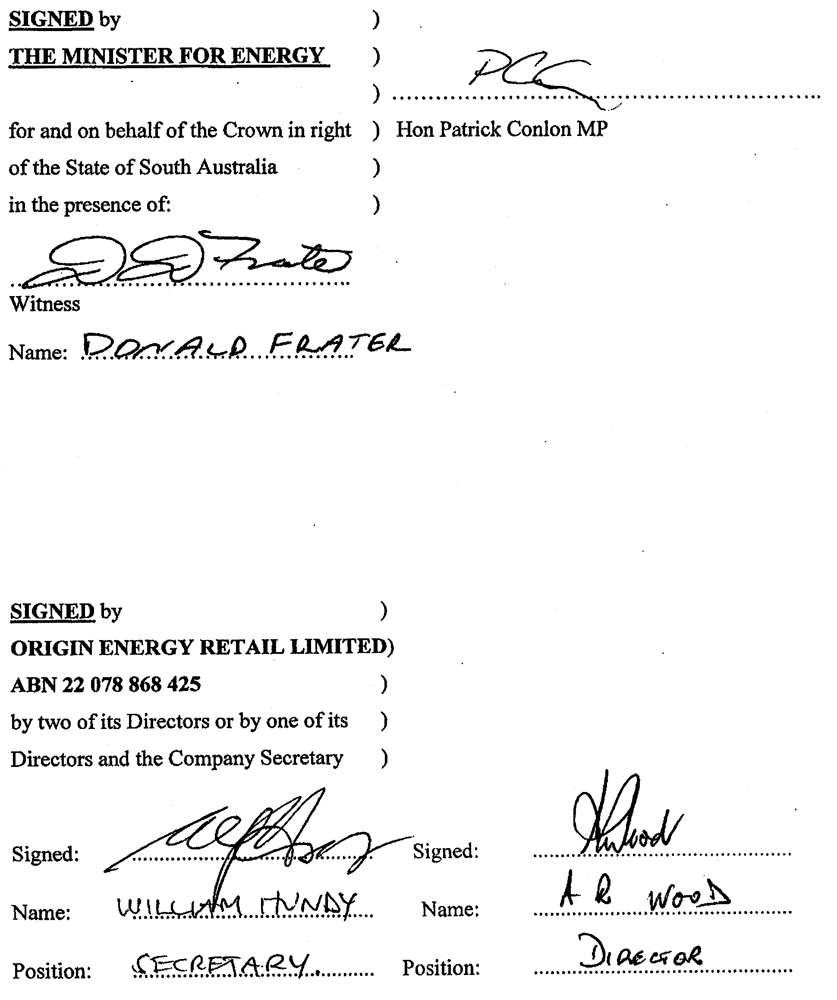 SIGNED by )
THE MINISTER FOR ENERGY )
) ..........
for and on behalf of the Crown in right ) Hon Patrick Conlon MP
of the State of South Australia )
in the presence of: )
D D Frater
Witness
Name: DONALD FRATER
SIGNED by )
ORIGIN ENERGY RETAIL LIMITED)
ABN 22 078 868 425 )
by two of its Directors or by one of its )
Directors and the Company Secretary )
Signed: Signed: ARWood
Name: WILLIAM HUNDY Name: A R WOOD
Position: SECRETARY. Position: DIRECTOR